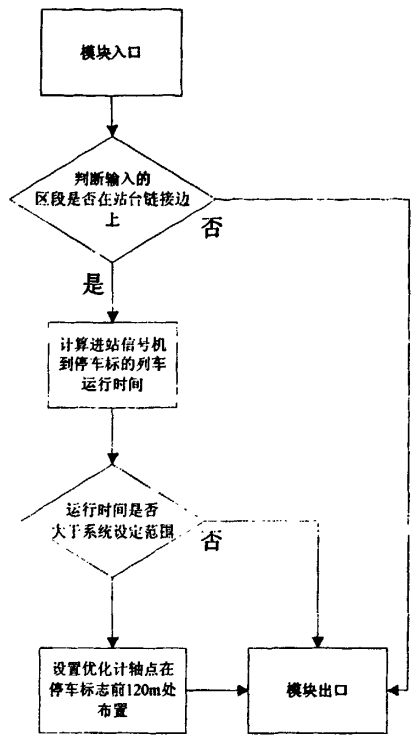 模块入口
判断输入的
区段是否在站台链接边
上
否
是
计算进站信号机
到停车标的列车
运行时间
运行时间是否
大于系统设定范围
否
设置优化计轴点在
停车标志前120m处
布置
模块出口